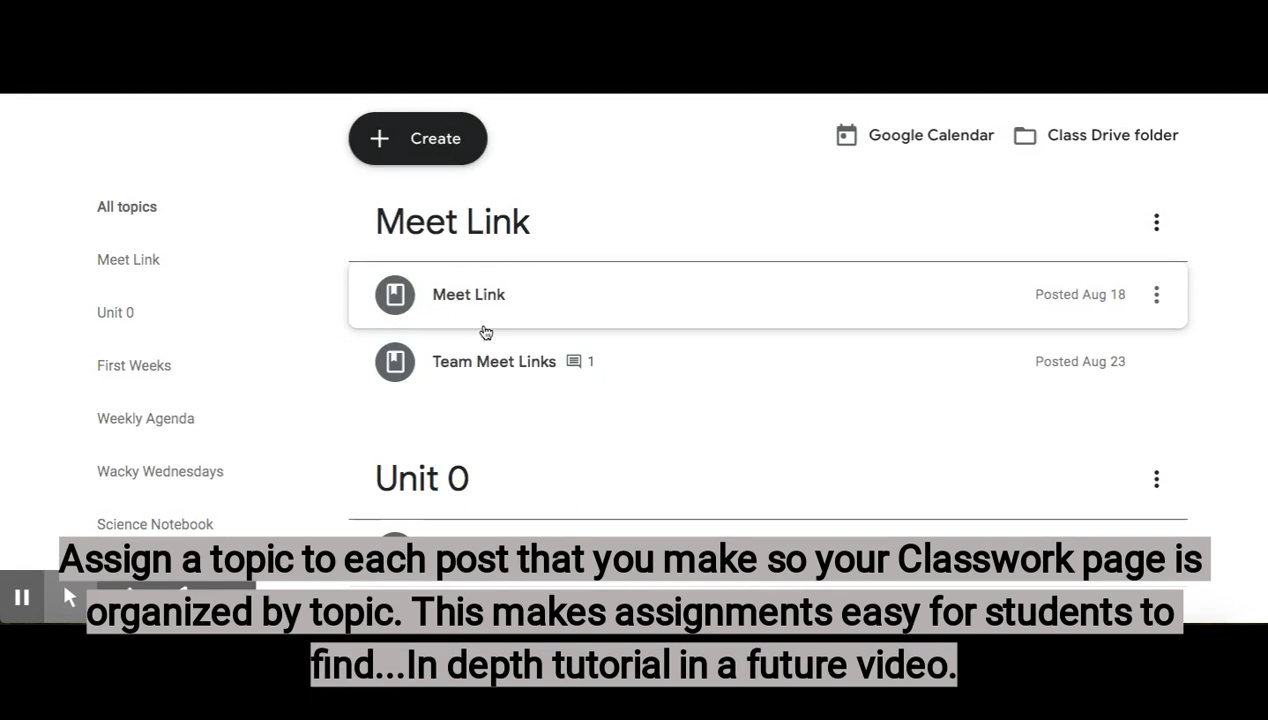 Create
Google Calendar
Class Drive folder
All topics
Meet Link
Unit 0
First Weeks
Weekly Agenda
Wacky Wednesdays
Science Notebook
Meet Link
Meet Link
Posted Aug 18
Team Meet Links 1
Posted Aug 23
Unit 0
Assign a topic to each post that you make so your Classwork page is
organized by topic. This makes assignments easy for students to
find...In depth tutorial in a future video.